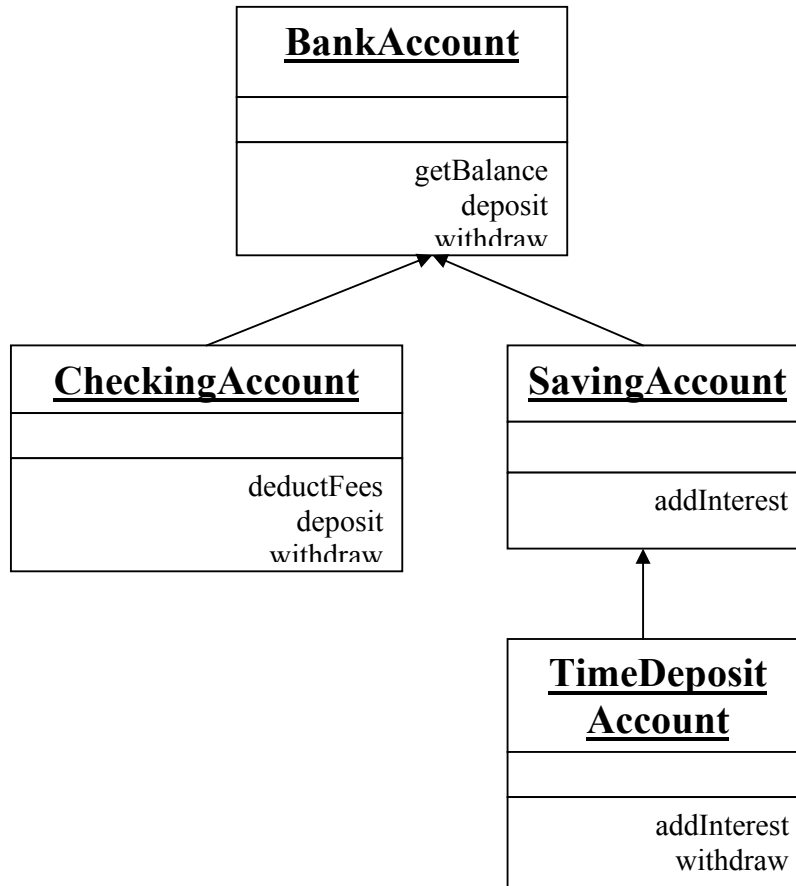 BankAccount
getBalance
deposit
withdraw
CheckingAccount
deductFees
deposit
withdraw
SavingAccount
addInterest
TimeDeposit
Account
addInterest
withdraw